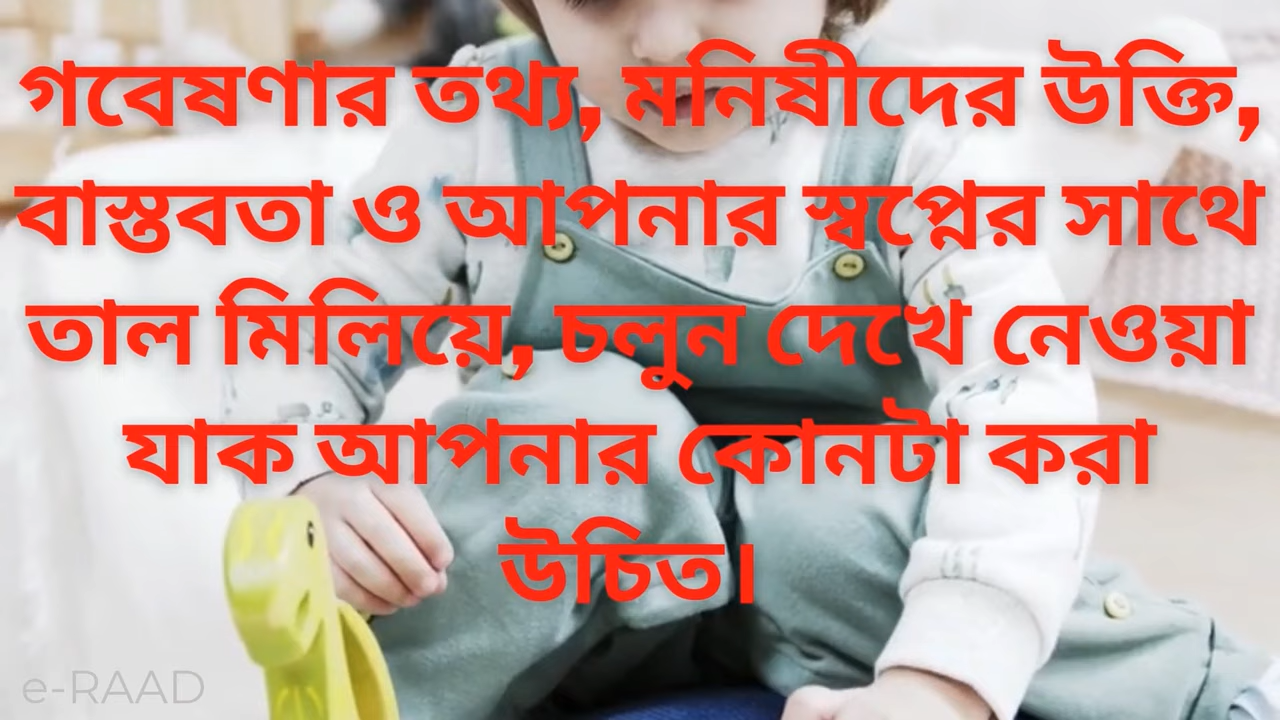 গবেষণার তথ্য, মনিষীদের উক্তি,
বাস্তবতা ও আপনার স্বপ্নের সাথে
তাল মিলিয়ে, চলুন দেখে নেওয়া
যাক আপনার কোনটা করা
উচিত।
e-RAAD